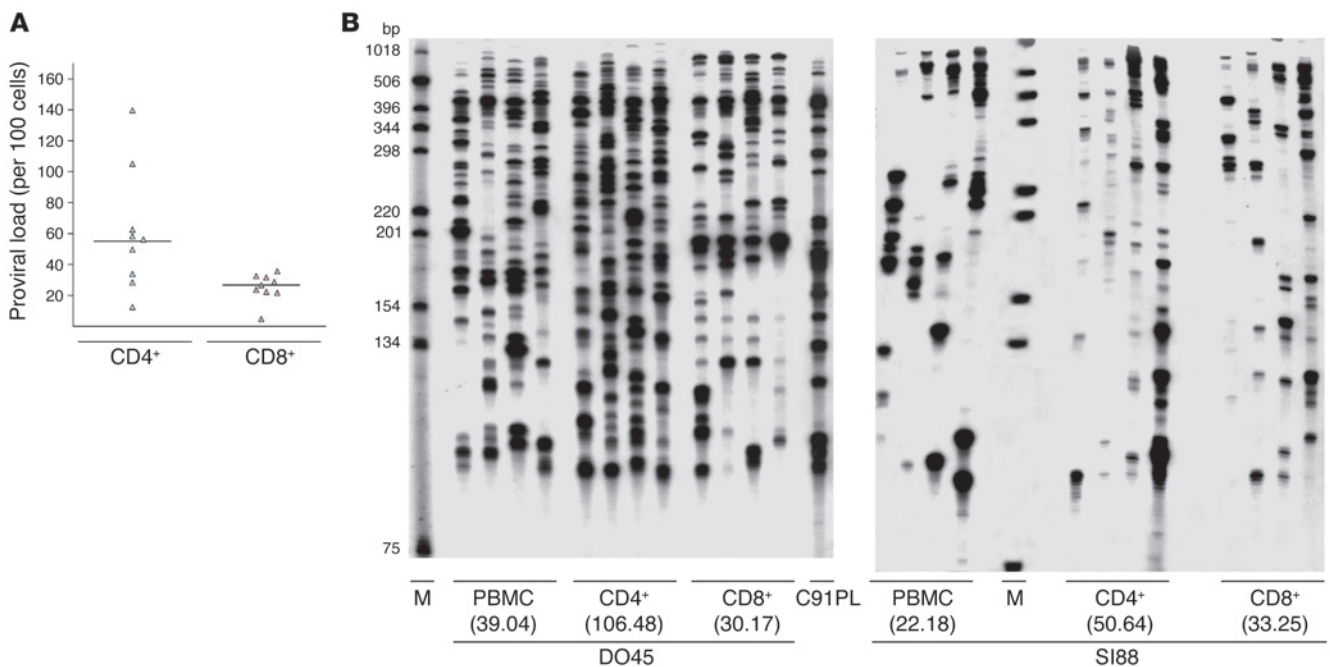 A
Proviral load (per 100 cells)
160
140
120
100
80
60
40
20
CD4⁺ CD8⁺
B
bp
1018
506
396
344
298
220
201
154
134
75
M PBMC CD4⁺ CD8⁺ C91PL PBMC M CD4⁺ CD8⁺
(39.04) (106.48) (30.17) (22.18) (50.64) (33.25)
DO45 SI88